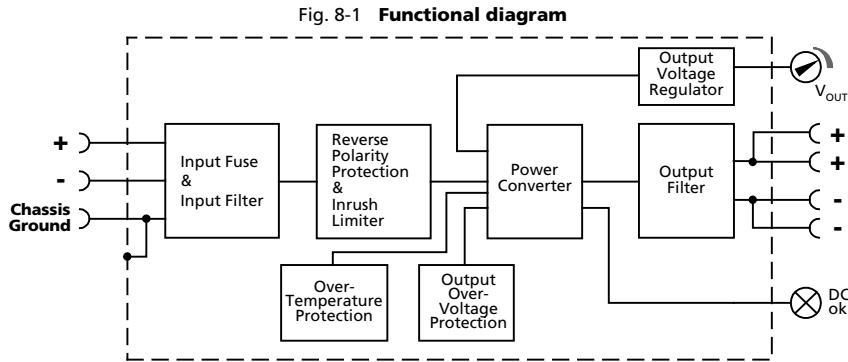 Fig. 8-1 Functional diagram
Output
Voltage
Regulator
V OUT
+
-
Chassis
Ground
Input Fuse
&
Input Filter
Reverse
Polarity
Protection
&
Inrush
Limiter
Power
Converter
Output
Filter
+
+
-
-
Over-
Temperature
Protection
Output
Over-
Voltage
Protection
DC
ok